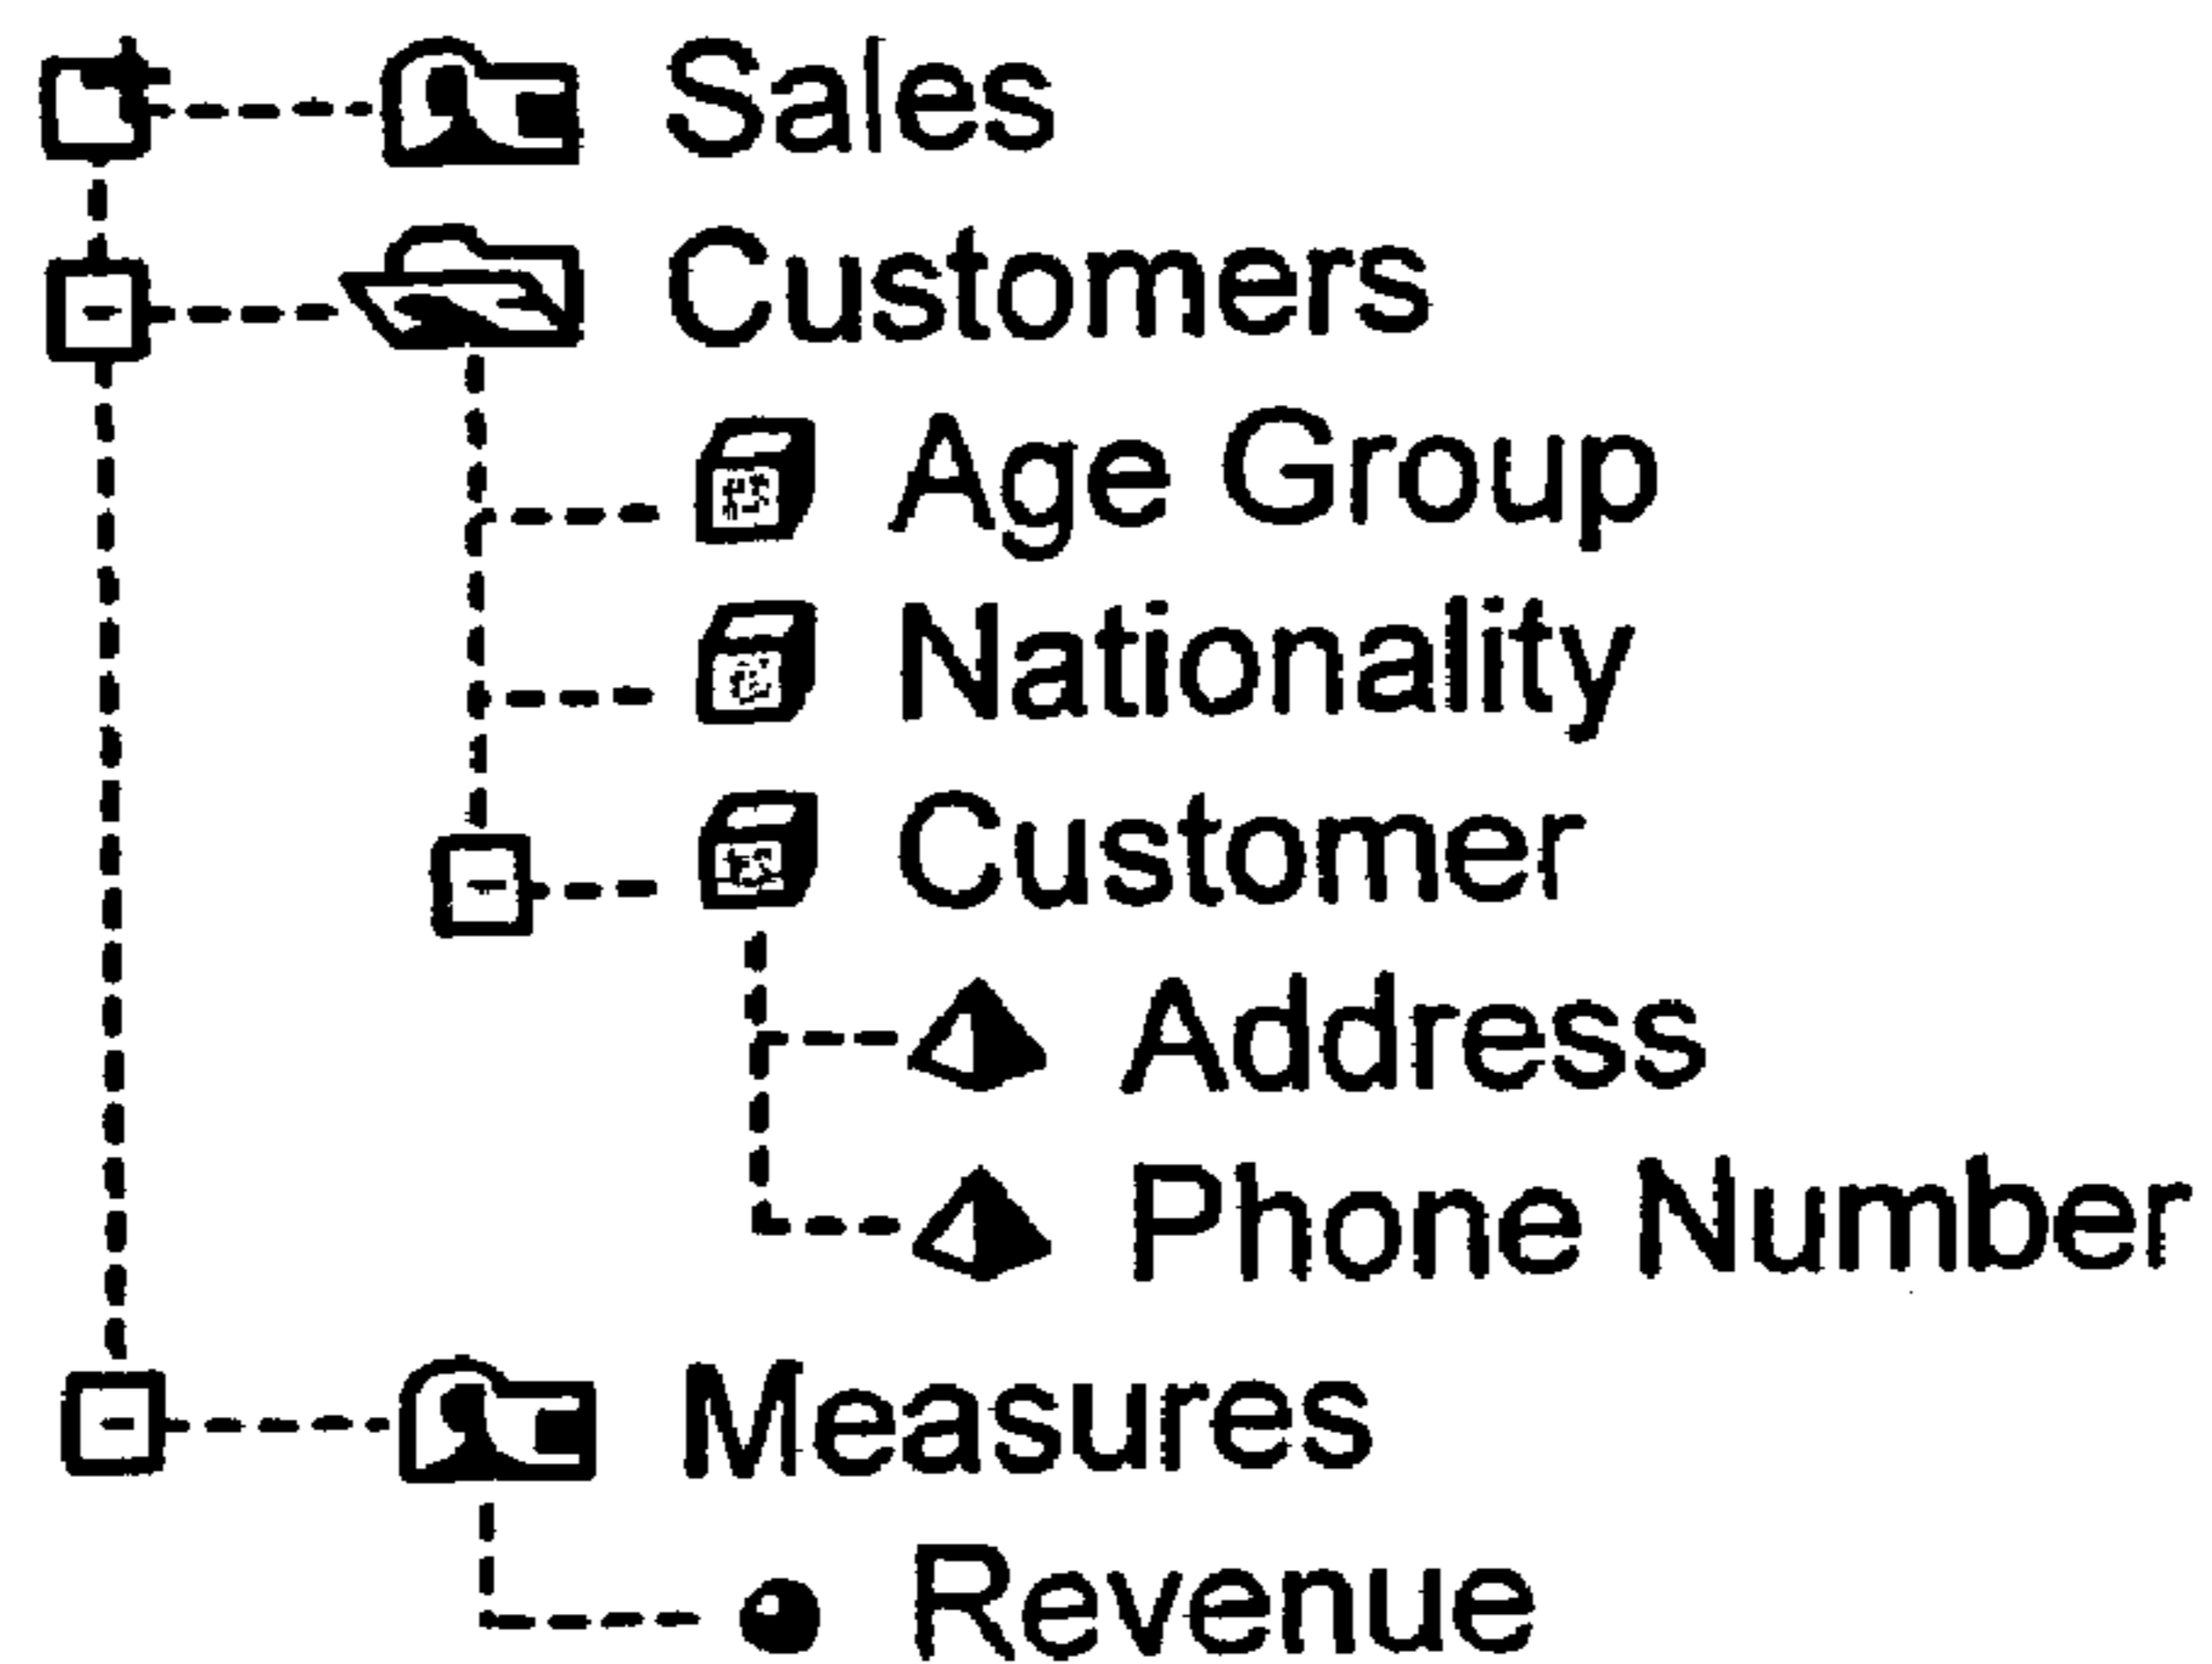 Sales
Customers
Age Group
Nationality
Customer
Address
Phone Number
Measures
Revenue